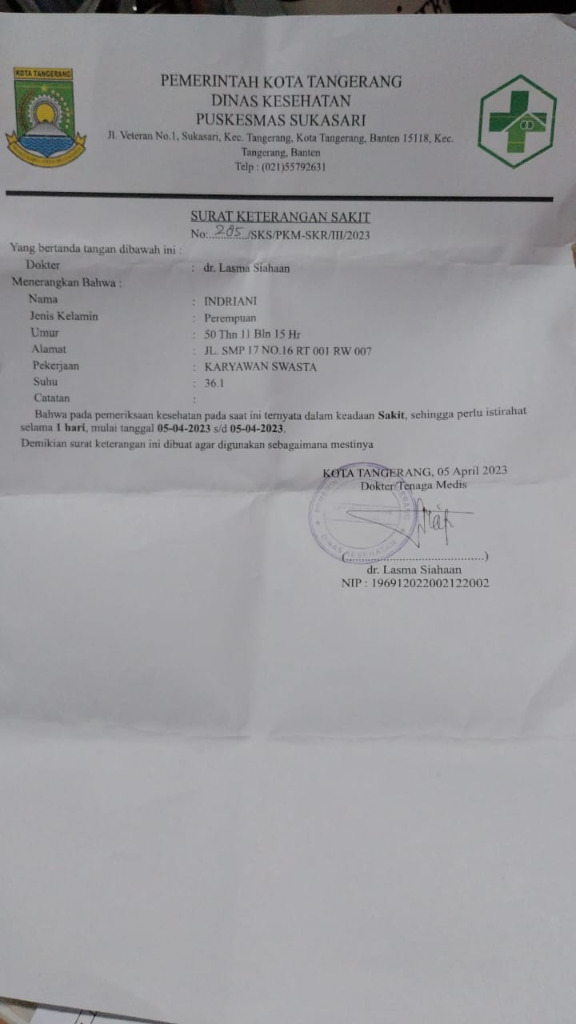 KOTA TANGERANG
PEMERINTAH KOTA TANGERANG
DINAS KESEHATAN
PUSKESMAS SUKASARI
Jl. Veteran No.1, Sukasari, Kec. Tangerang, Kota Tangerang, Banten 15118, Kec.
Tangerang, Banten
Telp : (021)55792631
SURAT KETERANGAN SAKIT
No: 285 /SKS/PKM-SKR/III/2023
Yang bertanda tangan dibawah ini :
Dokter : dr. Lasma Siahaan
Menerangkan Bahwa :
Nama : INDRIANI
Jenis Kelamin : Perempuan
Umur : 50 Thn 11 Bln 15 Hr
Alamat : JL. SMP 17 NO.16 RT 001 RW 007
Pekerjaan : KARYAWAN SWASTA
Suhu : 36.1
Catatan :
Bahwa pada pemeriksaan kesehatan pada saat ini ternyata dalam keadaan Sakit, sehingga perlu istirahat
selama 1 hari, mulai tanggal 05-04-2023 s/d 05-04-2023.
Demikian surat keterangan ini dibuat agar digunakan sebagaimana mestinya
KOTA TANGERANG, 05 April 2023
Dokter/Tenaga Medis
DINAS KESEHATAN
(............................................)
dr. Lasma Siahaan
NIP : 196912022002122002